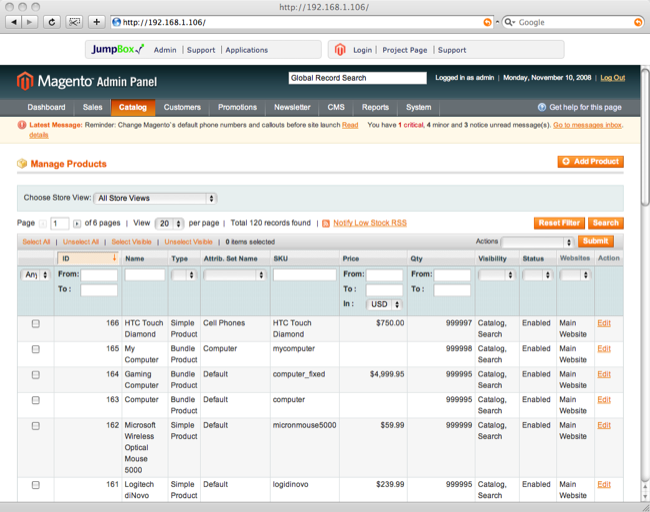 http://192.168.1.106/
http://192.168.1.106/
Google
JumpBox Admin | Support | Applications
Login | Project Page | Support
Magento Admin Panel
Global Record Search
Logged in as admin | Monday, November 10, 2008 | Log Out
Dashboard Sales Catalog Customers Promotions Newsletter CMS Reports System Get help for this page
Latest Message: Reminder: Change Magento's default phone numbers and callouts before site launch Read details
You have 1 critical, 4 minor and 3 notice unread message(s). Go to messages inbox.
Manage Products
Add Product
Choose Store View: All Store Views
Page 1 of 6 pages | View 20 per page | Total 120 records found | Notify Low Stock RSS
Reset Filter Search
Select All | Unselect All | Select Visible | Unselect Visible | 0 items selected
Actions Submit
ID Name Type Attrib. Set Name SKU Price Qty Visibility Status Websites Action
Any From: From: From:
To : To : To :
In : USD
166 HTC Touch Diamond Simple Product Cell Phones HTC Touch Diamond $750.00 999997 Catalog, Search Enabled Main Website Edit
165 My Computer Bundle Product Computer mycomputer 999998 Catalog, Search Enabled Main Website Edit
164 Gaming Computer Bundle Product Default computer_fixed $4,999.95 999995 Catalog, Search Enabled Main Website Edit
163 Computer Bundle Product Default computer 999995 Catalog, Search Enabled Main Website Edit
162 Microsoft Wireless Optical Mouse 5000 Simple Product Default micronmouse5000 $59.99 999999 Catalog, Search Enabled Main Website Edit
161 Logitech diNovo Simple Product Default logidinovo $239.99 999995 Catalog, Search Enabled Main Website Edit